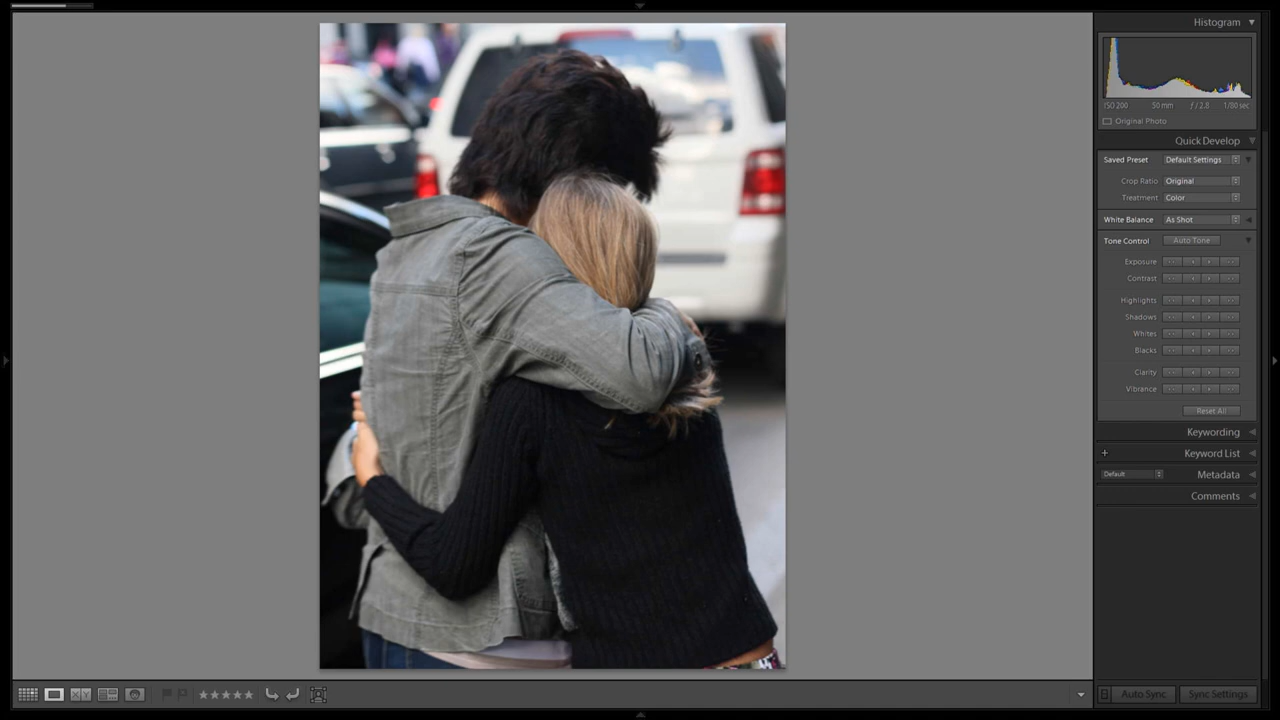 Histogram
ISO 200 50 mm ƒ / 2.8 1/80 sec
Original Photo
Quick Develop
Saved Preset Default Settings
Crop Ratio Original
Treatment Color
White Balance As Shot
Tone Control Auto Tone
Exposure
Contrast
Highlights
Shadows
Whites
Blacks
Clarity
Vibrance
Reset All
Keywording
+ Keyword List
Default Metadata
Comments
X Y
Auto Sync Sync Settings